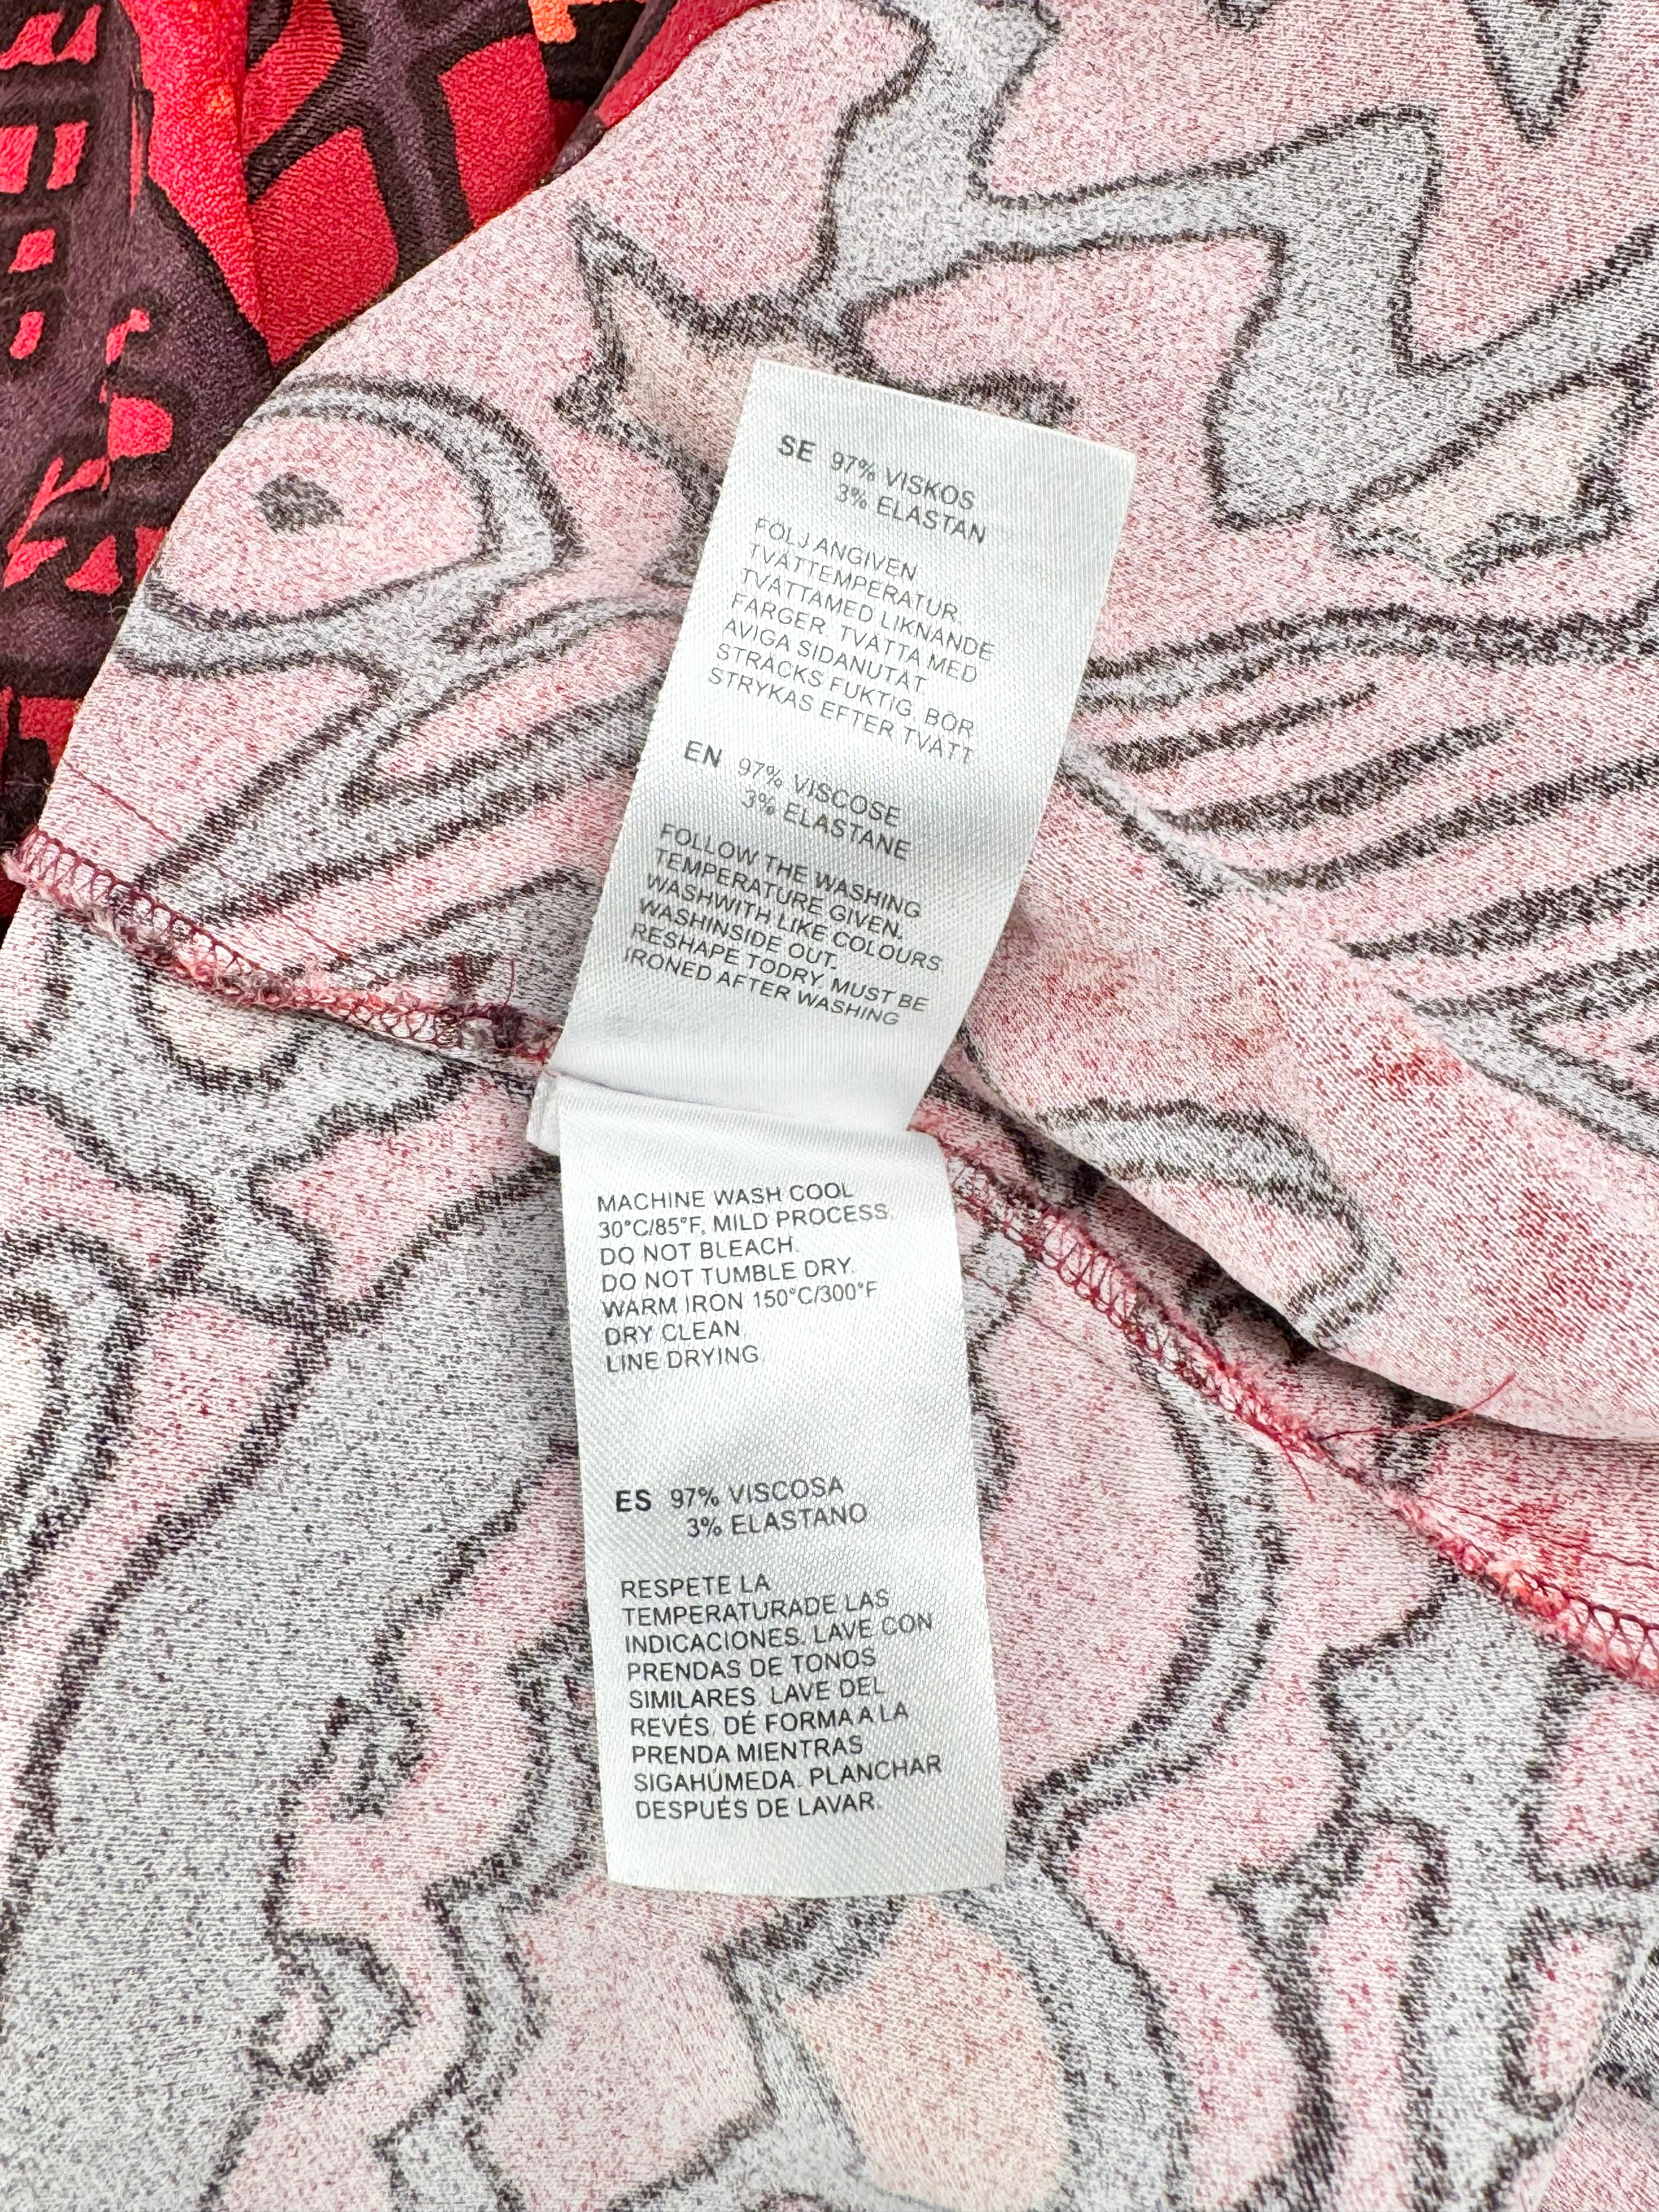 SE 97% VISKOS
3% ELASTAN
FÖLJ ANGIVEN
TVÄTTEMPERATUR.
TVÄTTAMED LIKNANDE
FÄRGER. TVÄTTA MED
AVIGA SIDANUTÅT.
STRÄCKS FUKTIG. BÖR
STRYKAS EFTER TVÄTT
EN 97% VISCOSE
3% ELASTANE
FOLLOW THE WASHING
TEMPERATURE GIVEN.
WASHWITH LIKE COLOURS.
WASHINSIDE OUT.
RESHAPE TODRY. MUST BE
IRONED AFTER WASHING
MACHINE WASH COOL
30°C/85°F, MILD PROCESS.
DO NOT BLEACH.
DO NOT TUMBLE DRY.
WARM IRON 150°C/300°F
DRY CLEAN,
LINE DRYING.
ES 97% VISCOSA
3% ELASTANO
RESPETE LA
TEMPERATURADE LAS
INDICACIONES. LAVE CON
PRENDAS DE TONOS
SIMILARES. LAVE DEL
REVÉS. DÉ FORMA A LA
PRENDA MIENTRAS
SIGAHÚMEDA. PLANCHAR
DESPUÉS DE LAVAR.